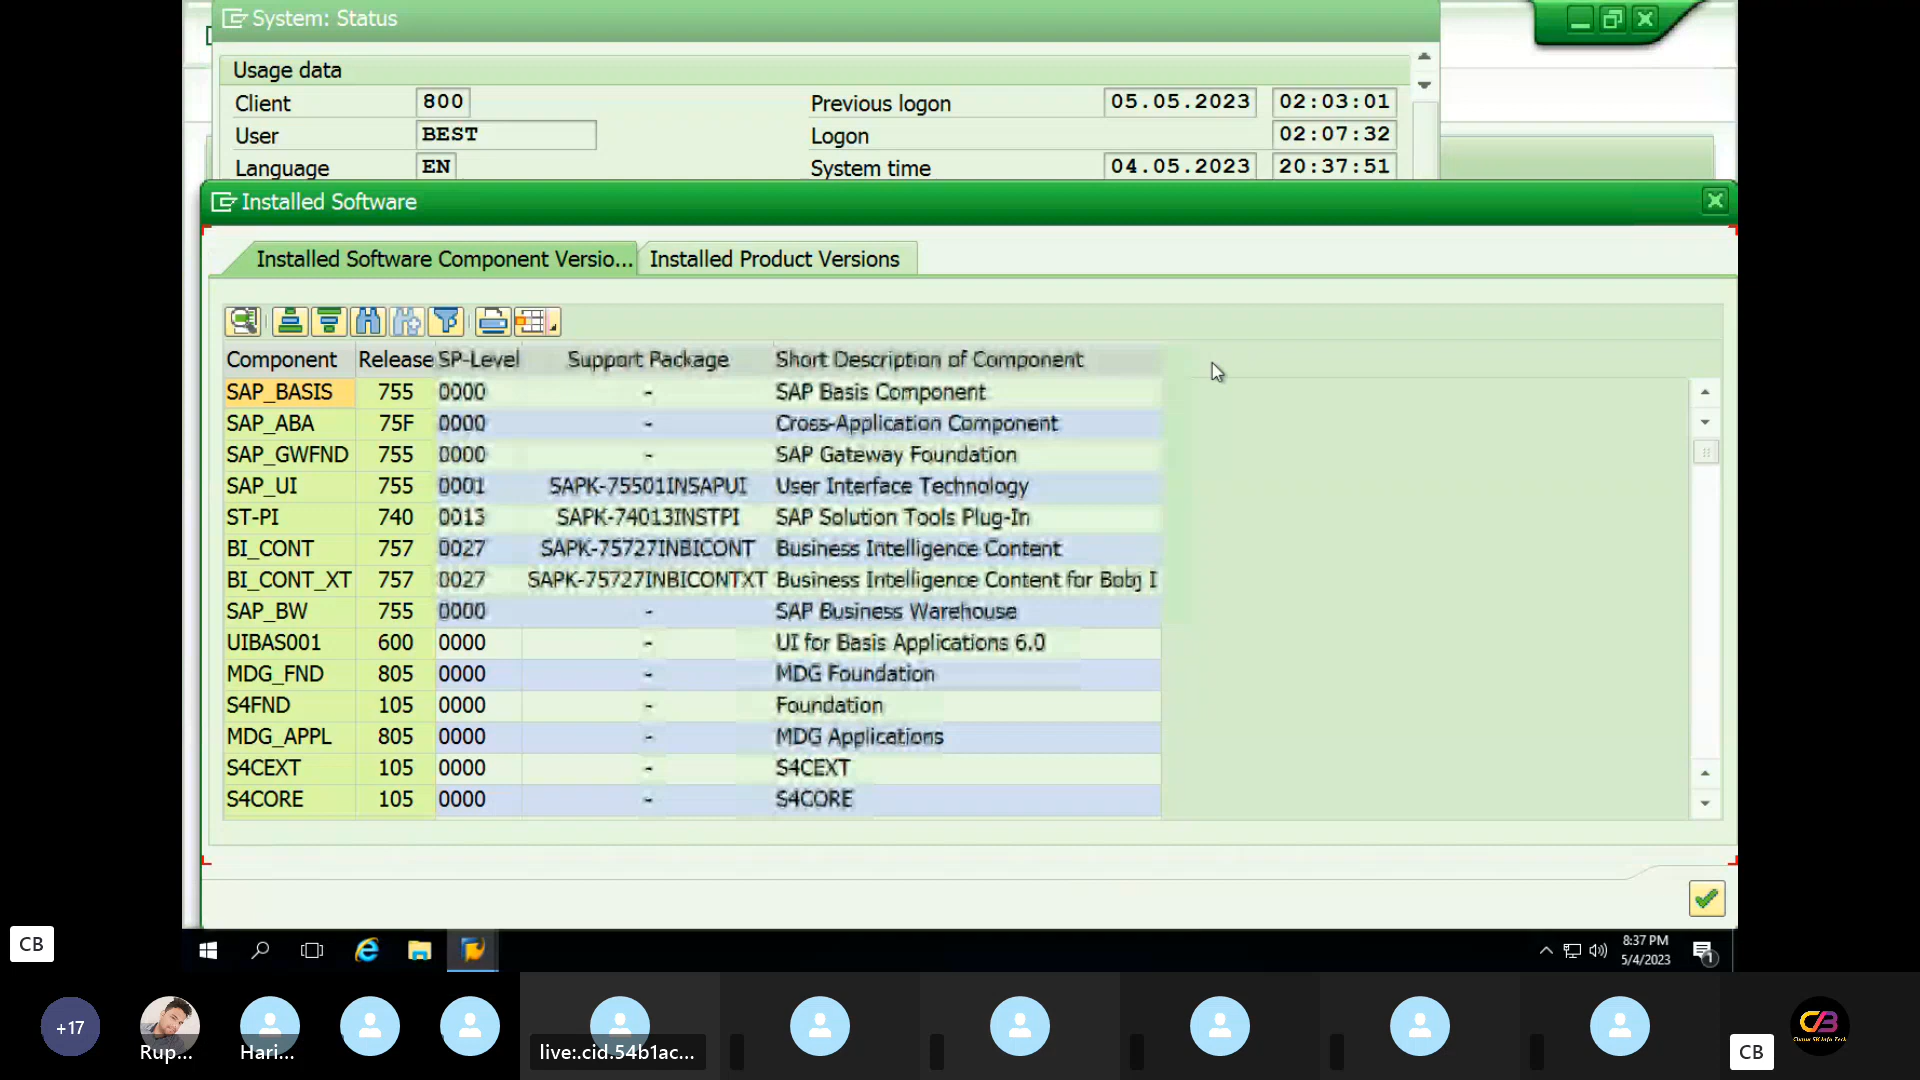 System: Status
Usage data
Client 800 Previous logon 05.05.2023 02:03:01
User BEST Logon 02:07:32
Language EN System time 04.05.2023 20:37:51
Installed Software
Installed Software Component Versio... Installed Product Versions
Component Release SP-Level Support Package Short Description of Component
SAP_BASIS 755 0000 - SAP Basis Component
SAP_ABA 75F 0000 - Cross-Application Component
SAP_GWFND 755 0000 - SAP Gateway Foundation
SAP_UI 755 0001 SAPK-75501INSAPUI User Interface Technology
ST-PI 740 0013 SAPK-74013INSTPI SAP Solution Tools Plug-In
BI_CONT 757 0027 SAPK-75727INBICONT Business Intelligence Content
BI_CONT_XT 757 0027 SAPK-75727INBICONTXT Business Intelligence Content for Bobj I
SAP_BW 755 0000 - SAP Business Warehouse
UIBAS001 600 0000 - UI for Basis Applications 6.0
MDG_FND 805 0000 - MDG Foundation
S4FND 105 0000 - Foundation
MDG_APPL 805 0000 - MDG Applications
S4CEXT 105 0000 - S4CEXT
S4CORE 105 0000 - S4CORE
CB
8:37 PM
5/4/2023
1
+17
Rup...
Hari...
live:.cid.54b1ac...
CB